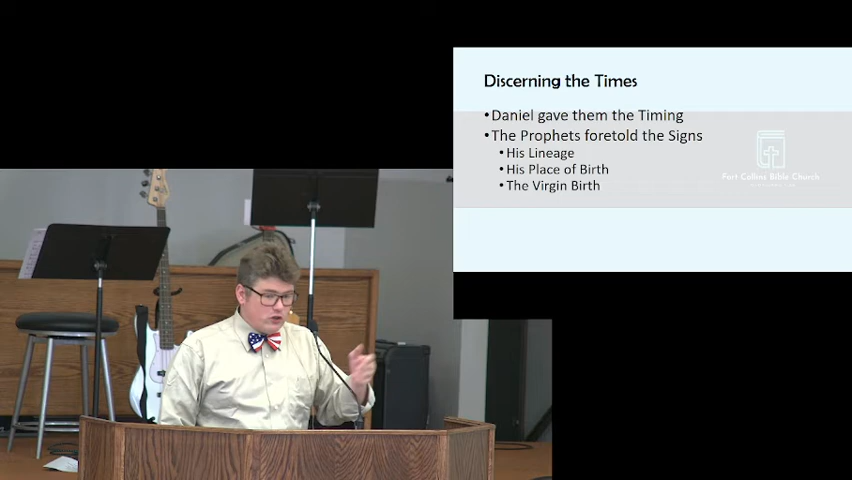 Discerning the Times
•Daniel gave them the Timing
•The Prophets foretold the Signs
•His Lineage
•His Place of Birth
•The Virgin Birth
Fort Collins Bible Church